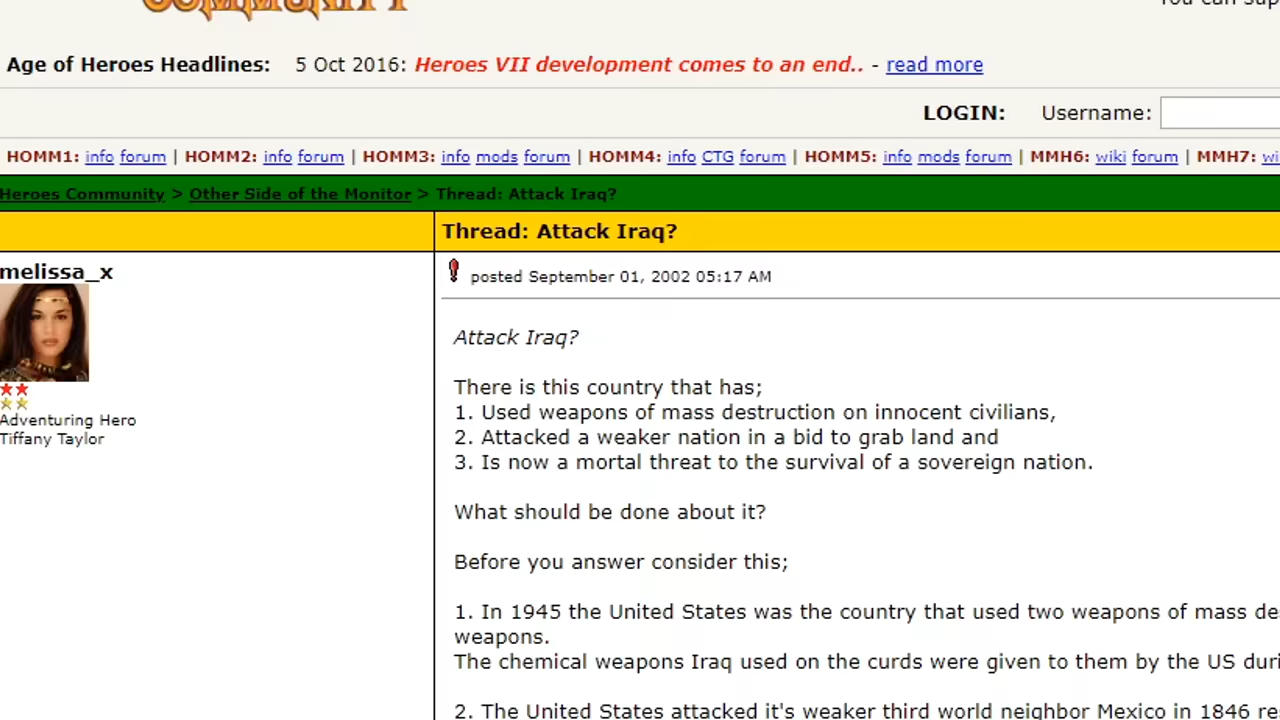 COMMUNITY
You can sup
Age of Heroes Headlines: 5 Oct 2016: Heroes VII development comes to an end.. - read more
LOGIN: Username:
HOMM1: info forum | HOMM2: info forum | HOMM3: info mods forum | HOMM4: info CTG forum | HOMM5: info mods forum | MMH6: wiki forum | MMH7: wi
Heroes Community > Other Side of the Monitor > Thread: Attack Iraq?
Thread: Attack Iraq?
melissa_x
Adventuring Hero
Tiffany Taylor
posted September 01, 2002 05:17 AM
Attack Iraq?
There is this country that has;
1. Used weapons of mass destruction on innocent civilians,
2. Attacked a weaker nation in a bid to grab land and
3. Is now a mortal threat to the survival of a sovereign nation.
What should be done about it?
Before you answer consider this;
1. In 1945 the United States was the country that used two weapons of mass de
weapons.
The chemical weapons Iraq used on the curds were given to them by the US duri
2. The United States attacked it's weaker third world neighbor Mexico in 1846 re